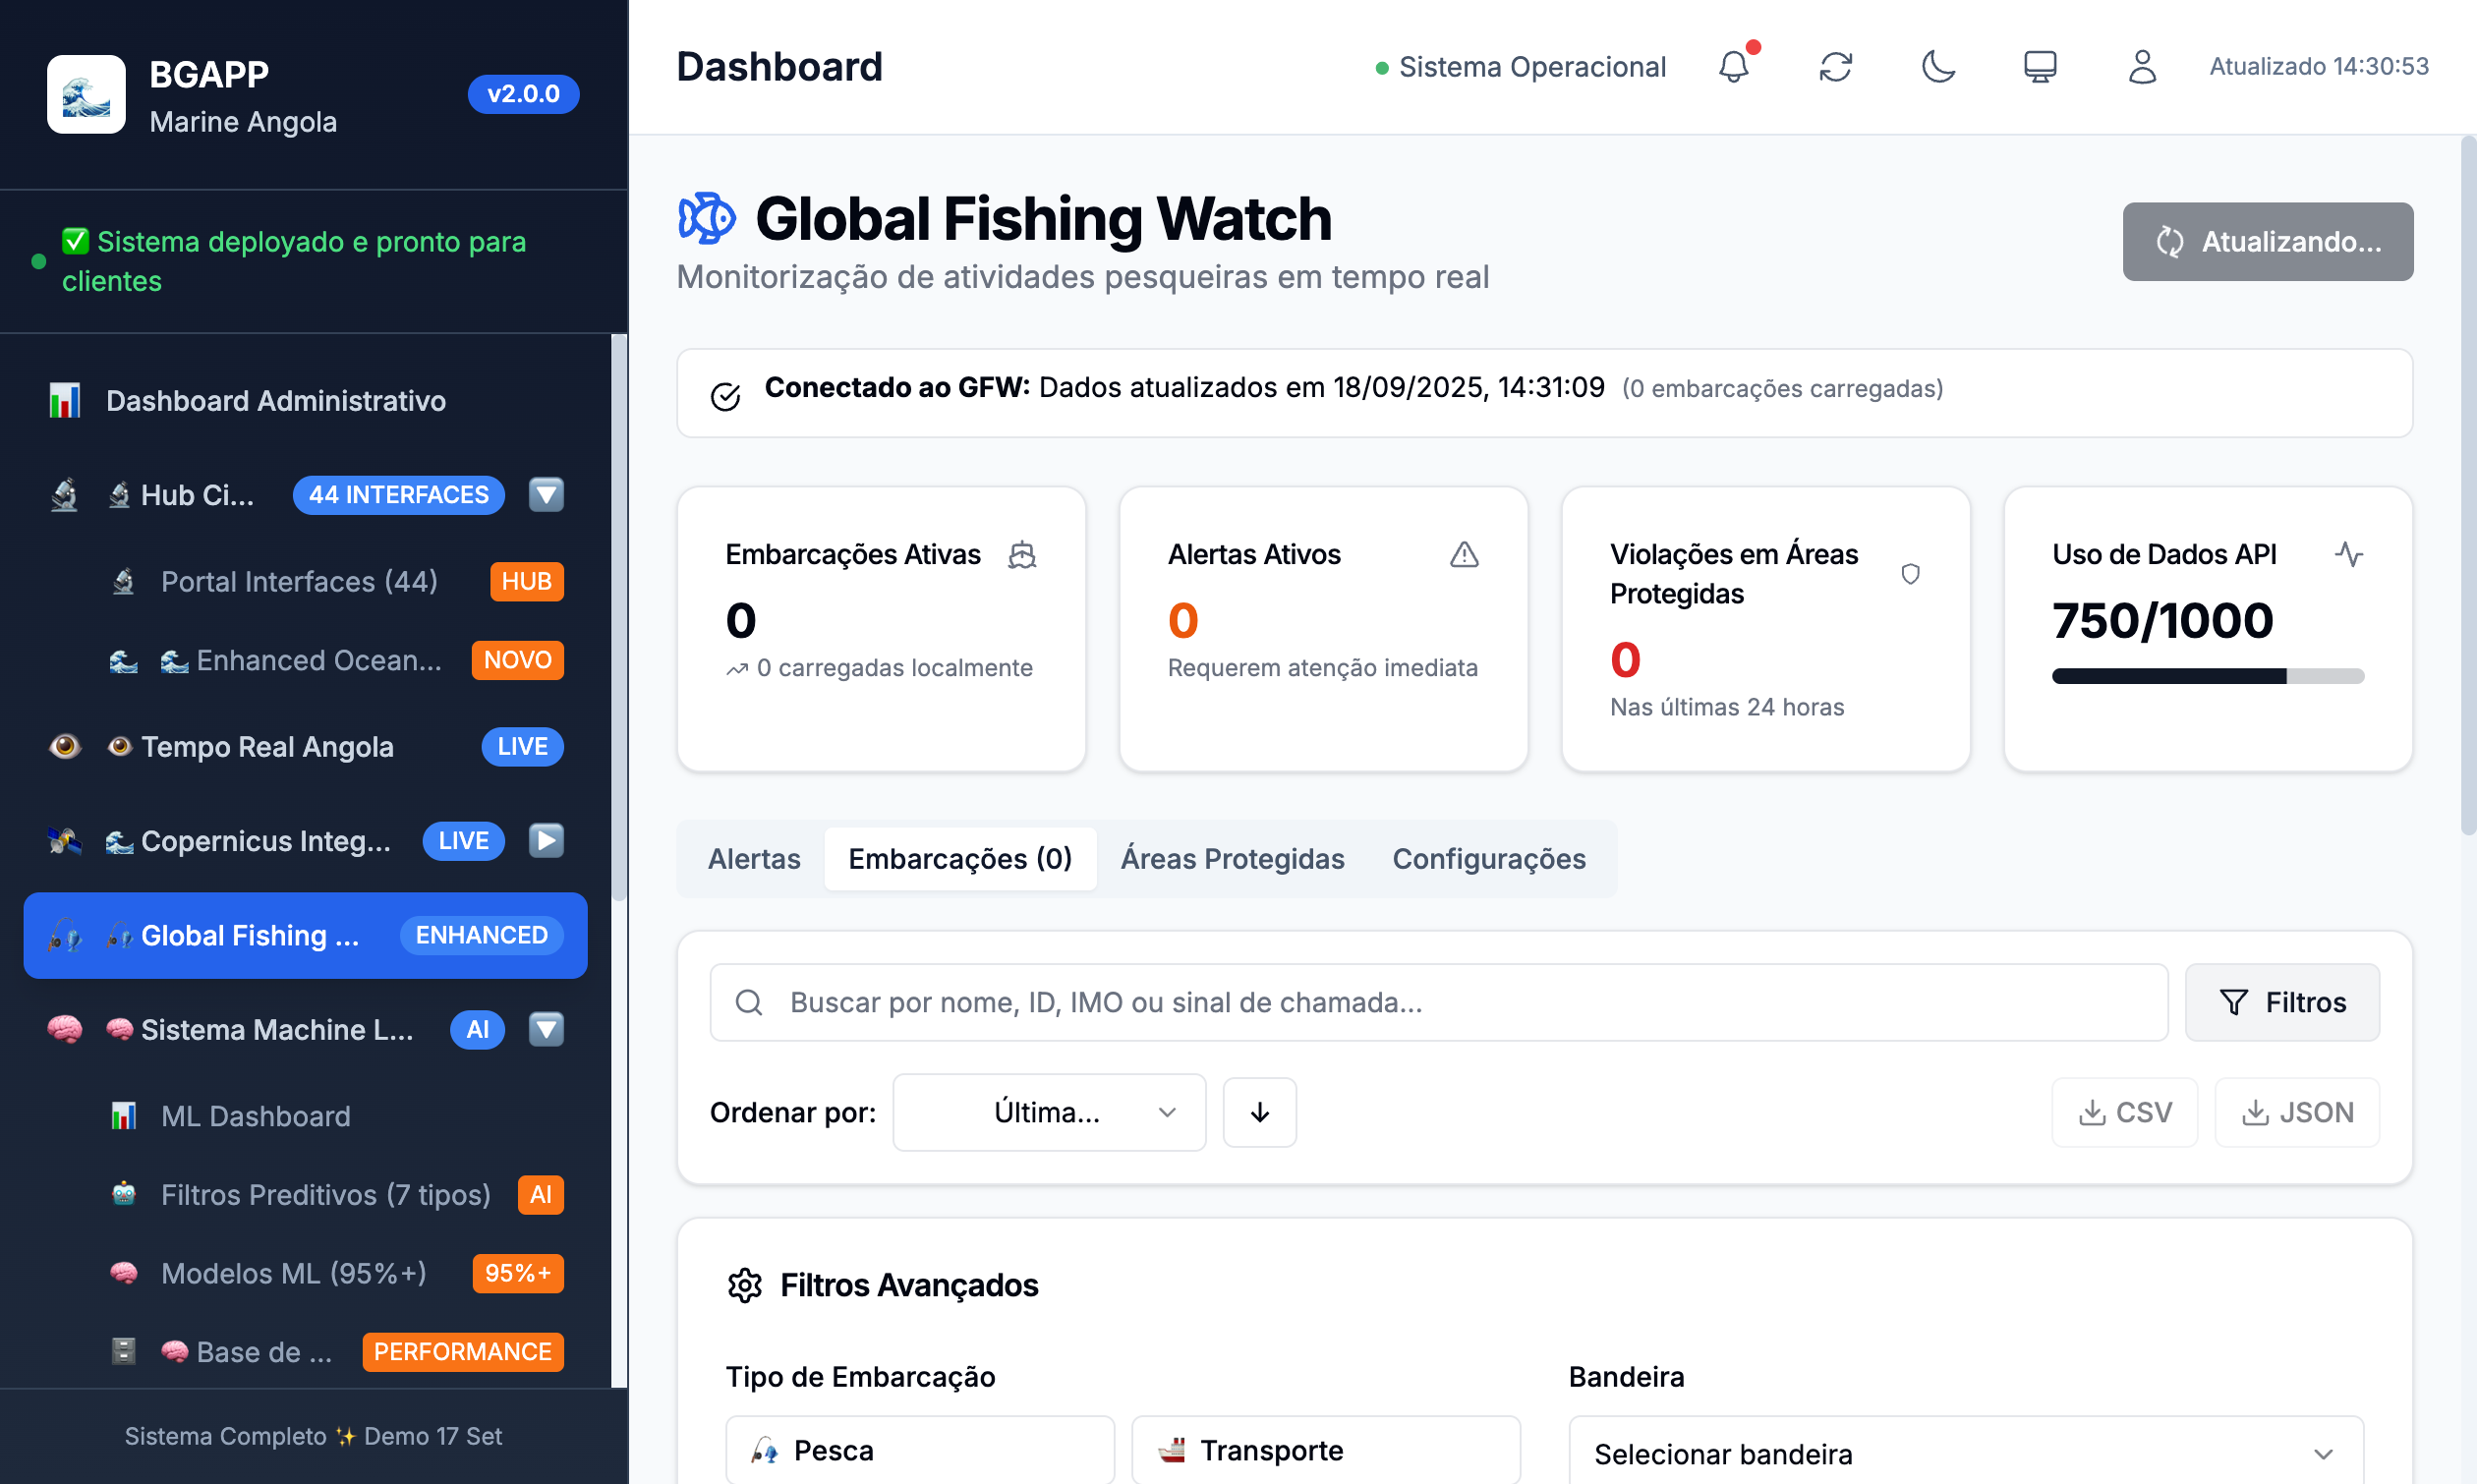 BGAPP
Marine Angola
v2.0.0
✅ Sistema deployado e pronto para
clientes
Dashboard Administrativo
Hub Ci... 44 INTERFACES
Portal Interfaces (44) HUB
Enhanced Ocean... NOVO
Tempo Real Angola LIVE
Copernicus Integ... LIVE
Global Fishing ... ENHANCED
Sistema Machine L... AI
ML Dashboard
Filtros Preditivos (7 tipos) AI
Modelos ML (95%+) 95%+
Base de ... PERFORMANCE
Sistema Completo ✨ Demo 17 Set
Dashboard
Sistema Operacional
Atualizado 14:30:53
Global Fishing Watch
Monitorização de atividades pesqueiras em tempo real
Atualizando...
Conectado ao GFW: Dados atualizados em 18/09/2025, 14:31:09 (0 embarcações carregadas)
Embarcações Ativas
0
0 carregadas localmente
Alertas Ativos
0
Requerem atenção imediata
Violações em Áreas
Protegidas
0
Nas últimas 24 horas
Uso de Dados API
750/1000
Alertas Embarcações (0) Áreas Protegidas Configurações
Buscar por nome, ID, IMO ou sinal de chamada...
Filtros
Ordenar por: Última... CSV JSON
Filtros Avançados
Tipo de Embarcação
Pesca
Transporte
Bandeira
Selecionar bandeira